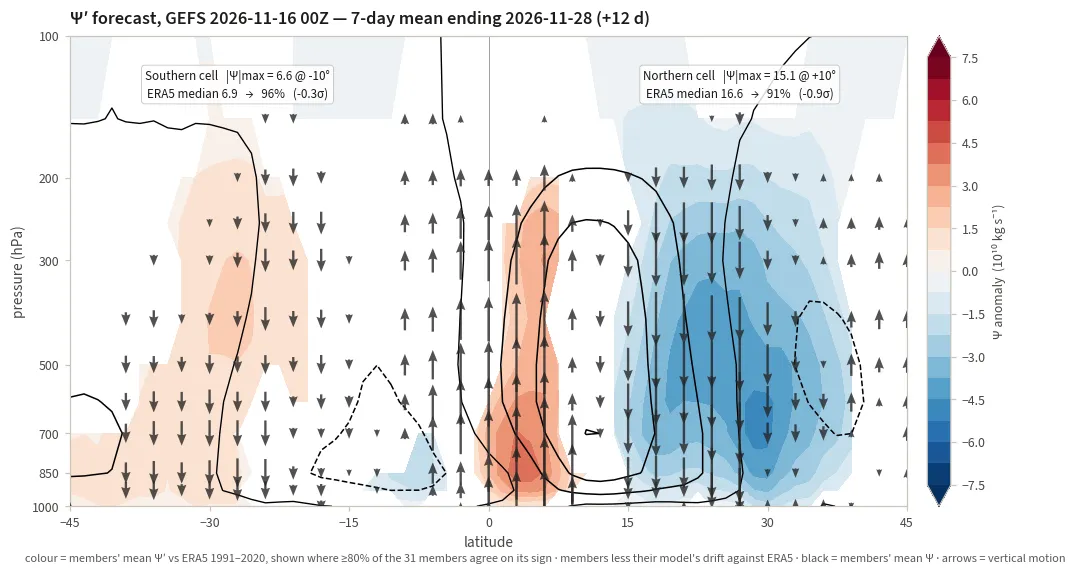 Ψ′ forecast, GEFS 2026-11-16 00Z — 7-day mean ending 2026-11-28 (+12 d)
Southern cell |Ψ|max = 6.6 @ -10°
ERA5 median 6.9 → 96% (-0.3σ)
Northern cell |Ψ|max = 15.1 @ +10°
ERA5 median 16.6 → 91% (-0.9σ)
pressure (hPa)
100
200
300
400
500
700
850
1000
−45
−30
−15
0
15
30
45
latitude
7.5
6.0
4.5
3.0
1.5
0.0
−1.5
−3.0
−4.5
−6.0
−7.5
Ψ anomaly (10¹⁰ kg s⁻¹)
colour = members' mean Ψ′ vs ERA5 1991–2020, shown where ≥80% of the 31 members agree on its sign · members less their model's drift against ERA5 · black = members' mean Ψ · arrows = vertical motion